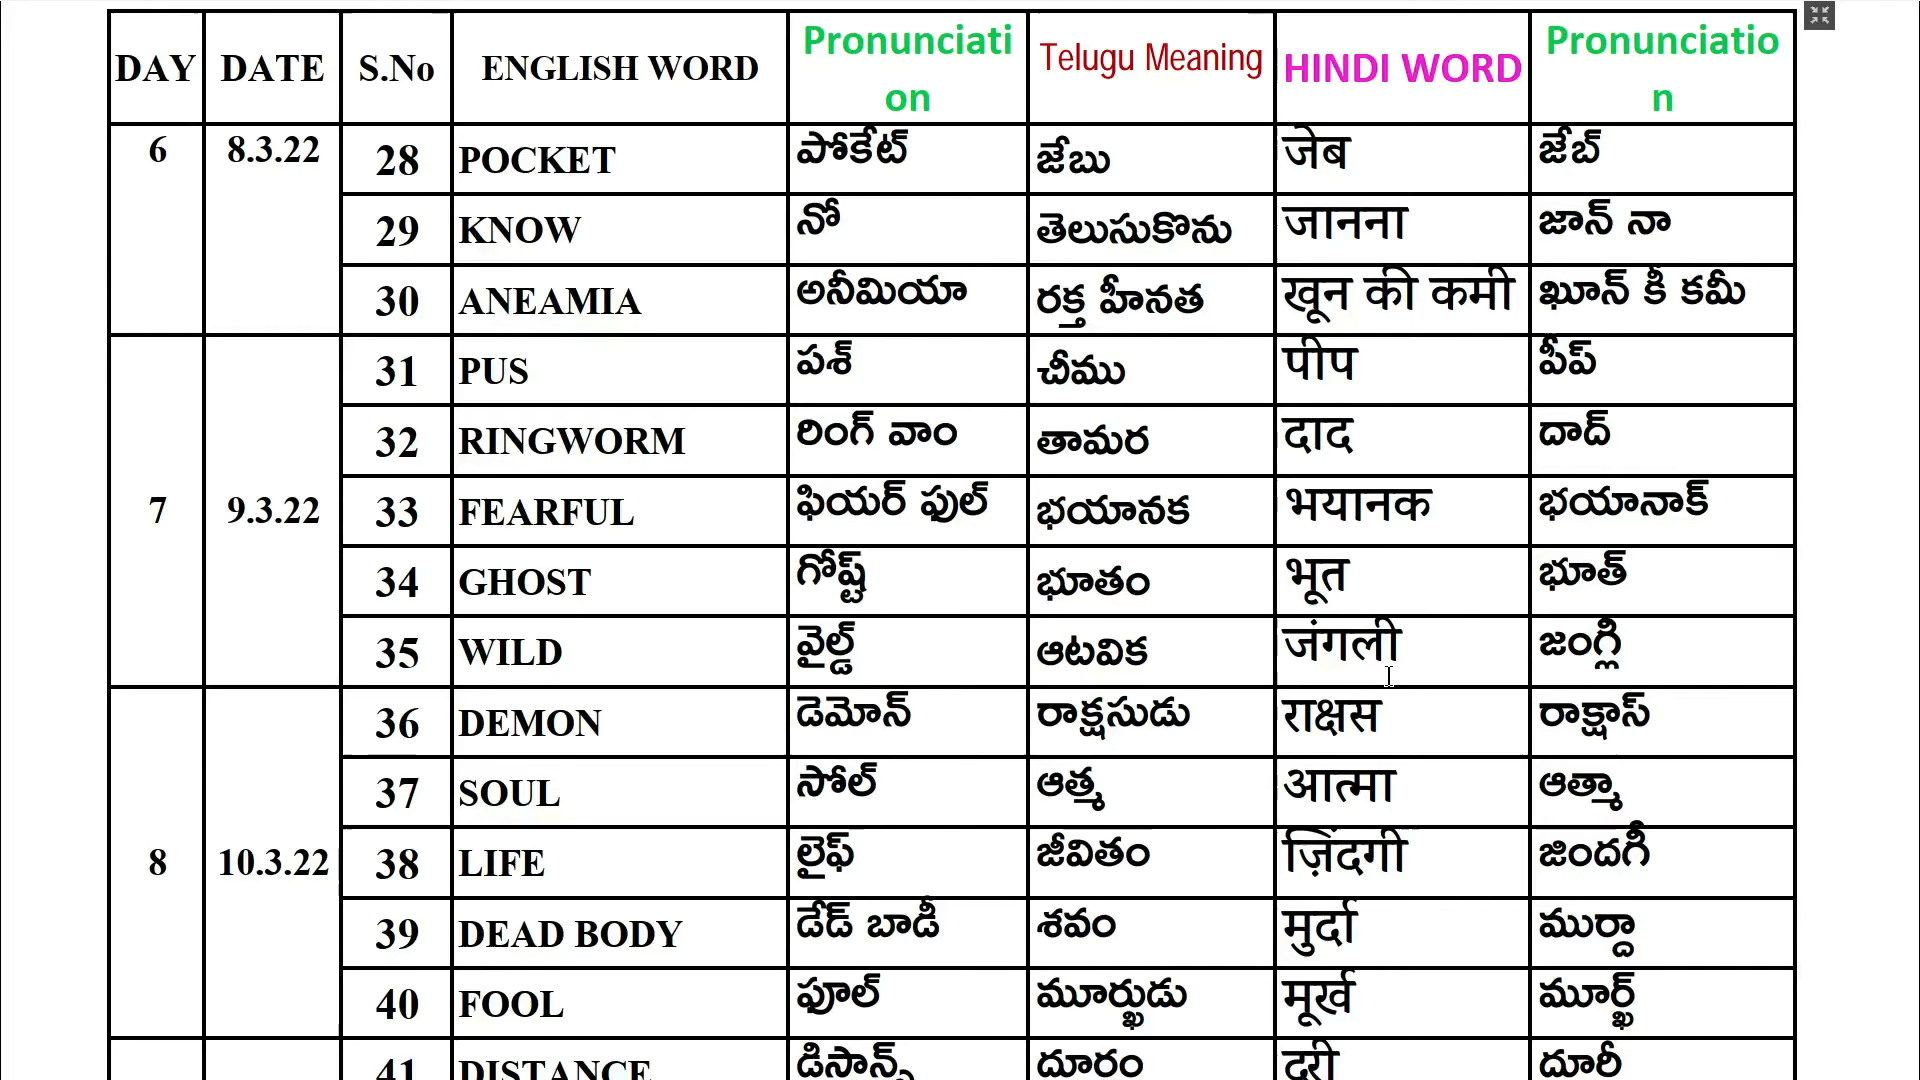 DAY DATE S.No ENGLISH WORD Pronunciati on Telugu Meaning HINDI WORD Pronunciatio n
6 8.3.22 28 POCKET పోకేట్ జేబు जेब జేబ్
29 KNOW నో తెలుసుకొను जानना జాన్ నా
30 ANEAMIA అనీమియా రక్త హీనత खून की कमी ఖూన్ కీ కమీ
31 PUS పశ్ చీము पीप పీప్
32 RINGWORM రింగ్ వాం తామర दाद దాద్
7 9.3.22 33 FEARFUL ఫియర్ ఫుల్ భయానక भयानक భయానాక్
34 GHOST గోష్ట్ భూతం भूत భూత్
35 WILD వైల్డ్ ఆటవిక जंगली జంగ్లీ
36 DEMON డెమోన్ రాక్షసుడు राक्षस రాక్షాస్
37 SOUL సోల్ ఆత్మ आत्मा ఆత్మా
8 10.3.22 38 LIFE లైఫ్ జీవితం ज़िंदगी జిందగీ
39 DEAD BODY డేడ్ బాడీ శవం मुर्दा ముర్దా
40 FOOL ఫూల్ మూర్ఖుడు मूर्ख మూర్ఖ్
41 DISTANCE డిసాన్స్ దూరం दूरी దూరీ